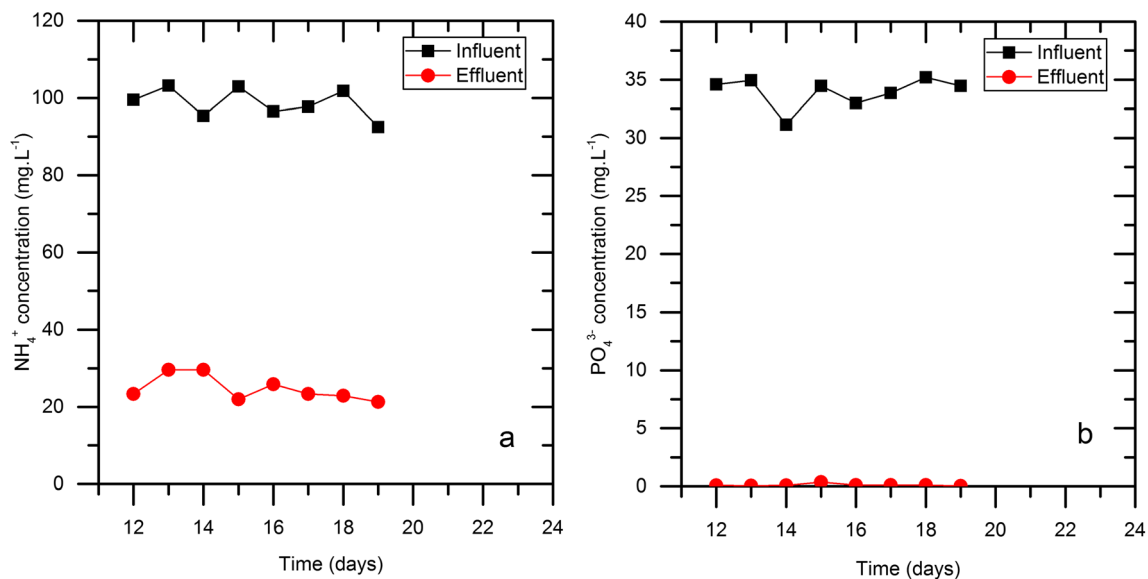 120
100
80
60
40
20
0
NH₄⁺ concentration (mg.L⁻¹)
Influent
Effluent
a
12 14 16 18 20 22 24
Time (days)
40
35
30
25
20
15
10
5
0
PO₄³⁻ concentration (mg.L⁻¹)
Influent
Effluent
b
12 14 16 18 20 22 24
Time (days)